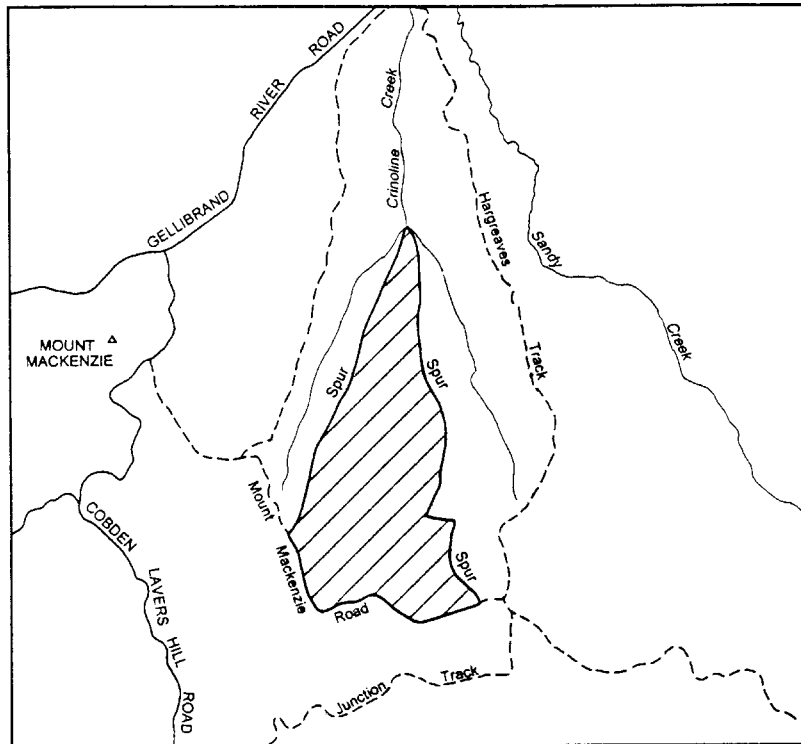 GELLIBRAND RIVER ROAD
Crinoline Creek
Hargreaves Track
Sandy Creek
MOUNT
MACKENZIE
Spur
Spur
Mount Mackenzie Road
Spur
COBDEN LAVERS HILL ROAD
Junction Track